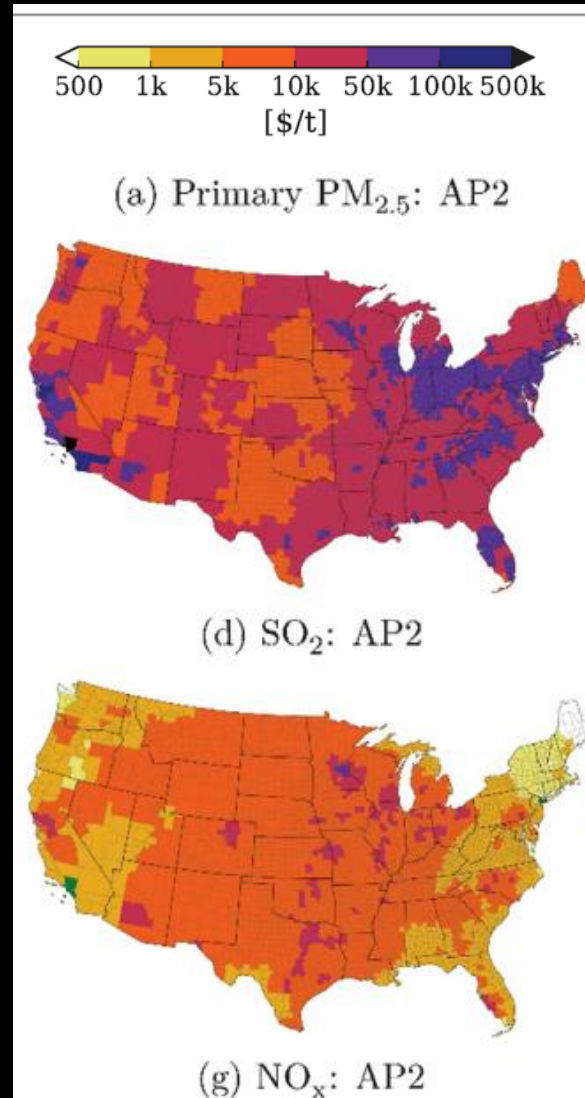 500 1k 5k 10k 50k 100k 500k
[$/t]
(a) Primary PM2.5: AP2
(d) SO2: AP2
(g) NOx: AP2